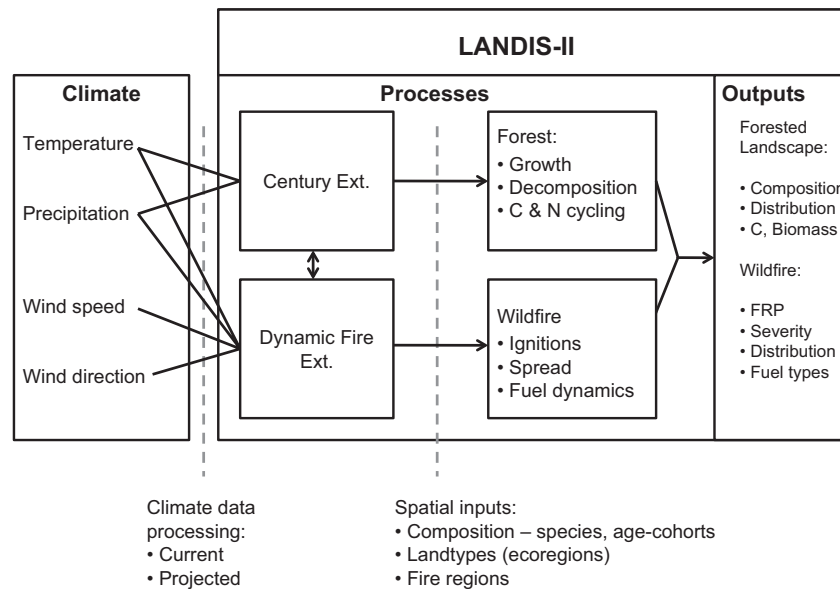 LANDIS-II
Climate
Temperature
Precipitation
Wind speed
Wind direction
Processes
Century Ext.
Dynamic Fire
Ext.
Forest:
• Growth
• Decomposition
• C & N cycling
Wildfire
• Ignitions
• Spread
• Fuel dynamics
Outputs
Forested
Landscape:
• Composition
• Distribution
• C, Biomass
Wildfire:
• FRP
• Severity
• Distribution
• Fuel types
Climate data
processing:
• Current
• Projected
Spatial inputs:
• Composition – species, age-cohorts
• Landtypes (ecoregions)
• Fire regions